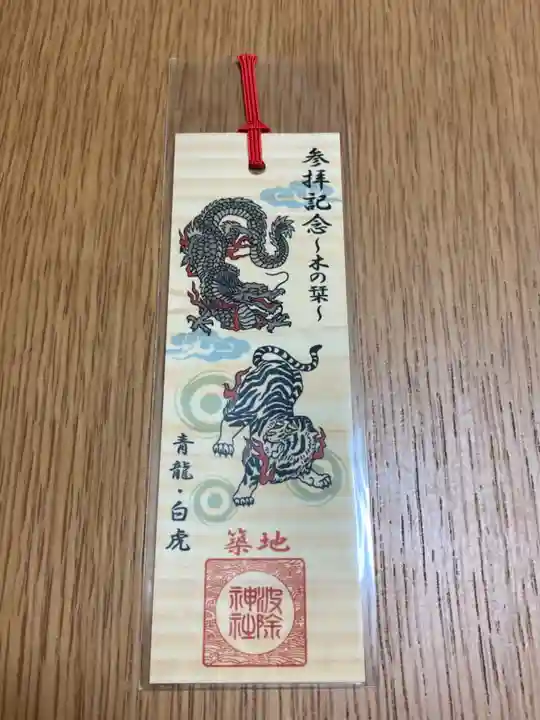 参拝記念～木の栞～
青龍・白虎
築地
波除
神社